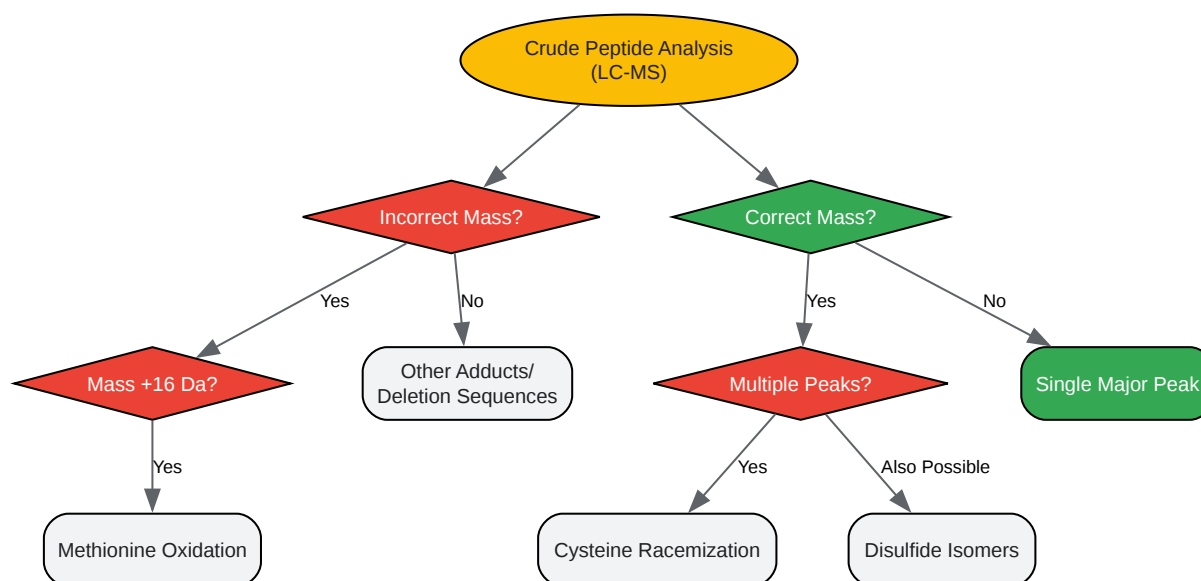 Crude Peptide Analysis
(LC-MS)
Incorrect Mass?
Correct Mass?
Yes
No
Yes
No
Mass +16 Da?
Other Adducts/
Deletion Sequences
Multiple Peaks?
Single Major Peak
Yes
Yes
Also Possible
Methionine Oxidation
Cysteine Racemization
Disulfide Isomers